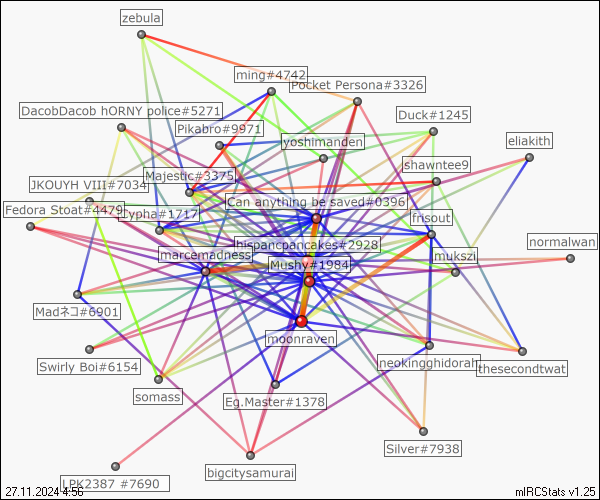 zebula
ming#4742
Pocket Persona#3326
DacobDacob hORNY police#5271
Duck#1245
Pikabro#9971
yoshimanden
eliakith
shawntee9
Majestic#3375
JKOUYH VIII#7034
Can anything be saved#0396
Fedora Stoat#4479
Cypha#1717
frisout
hispancpancakes#2928
normalwan
marcemadness
mukszi
Mushy#1984
Madネコ#6901
moonraven
Swirly Boi#6154
neokingghidorah
thesecondtwat
somass
Eg.Master#1378
Silver#7938
bigcitysamurai
LPK2387 #7690
27.11.2024 4:56
mIRCStats v1.25